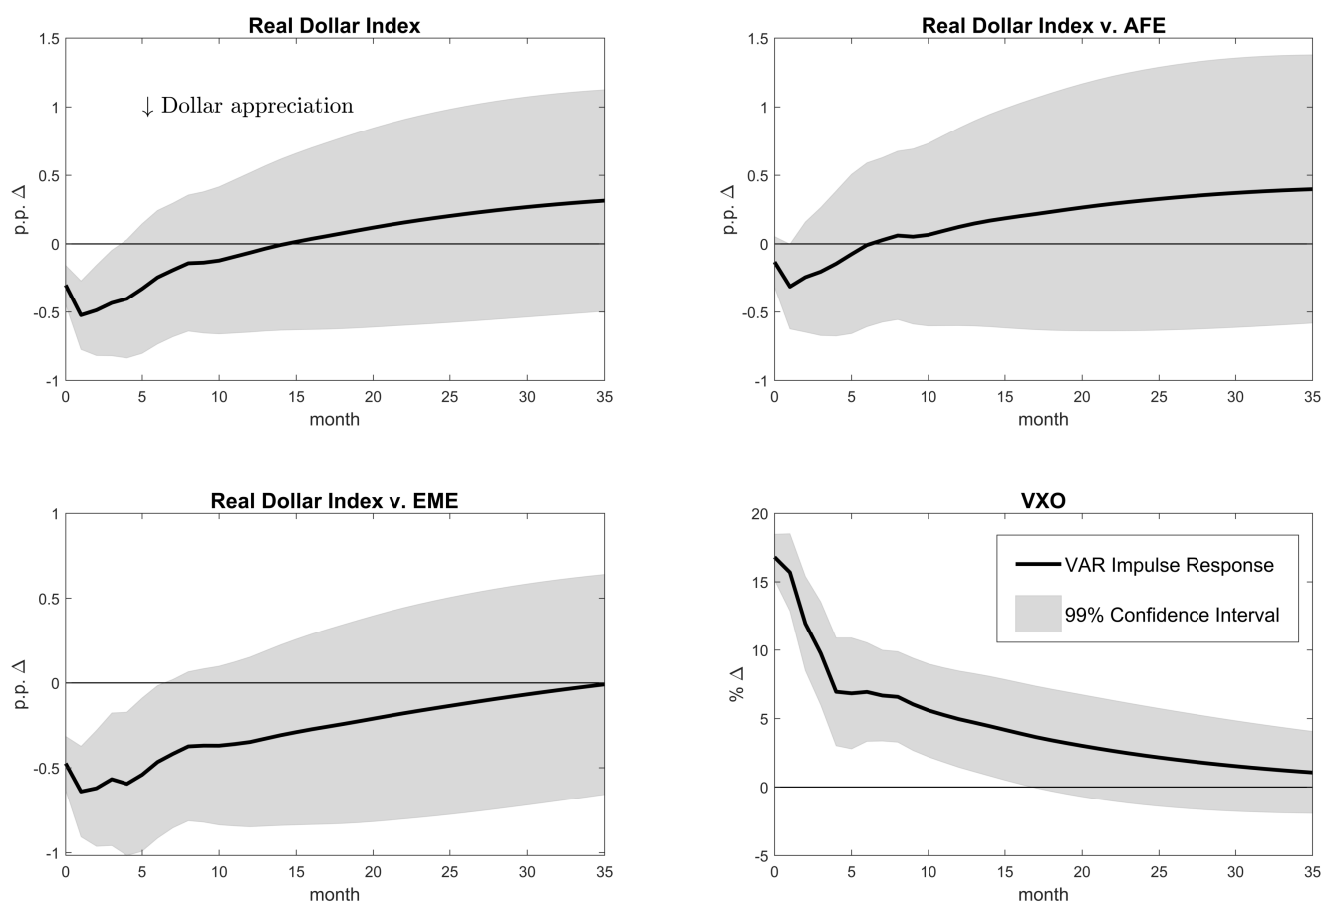 Real Dollar Index
1.5
1
0.5
0
-0.5
-1
p.p. Δ
↓ Dollar appreciation
0 5 10 15 20 25 30 35
month
Real Dollar Index v. AFE
1.5
1
0.5
0
-0.5
-1
p.p. Δ
0 5 10 15 20 25 30 35
month
Real Dollar Index v. EME
1
0.5
0
-0.5
-1
p.p. Δ
0 5 10 15 20 25 30 35
month
VXO
20
15
10
5
0
-5
% Δ
VAR Impulse Response
99% Confidence Interval
0 5 10 15 20 25 30 35
month